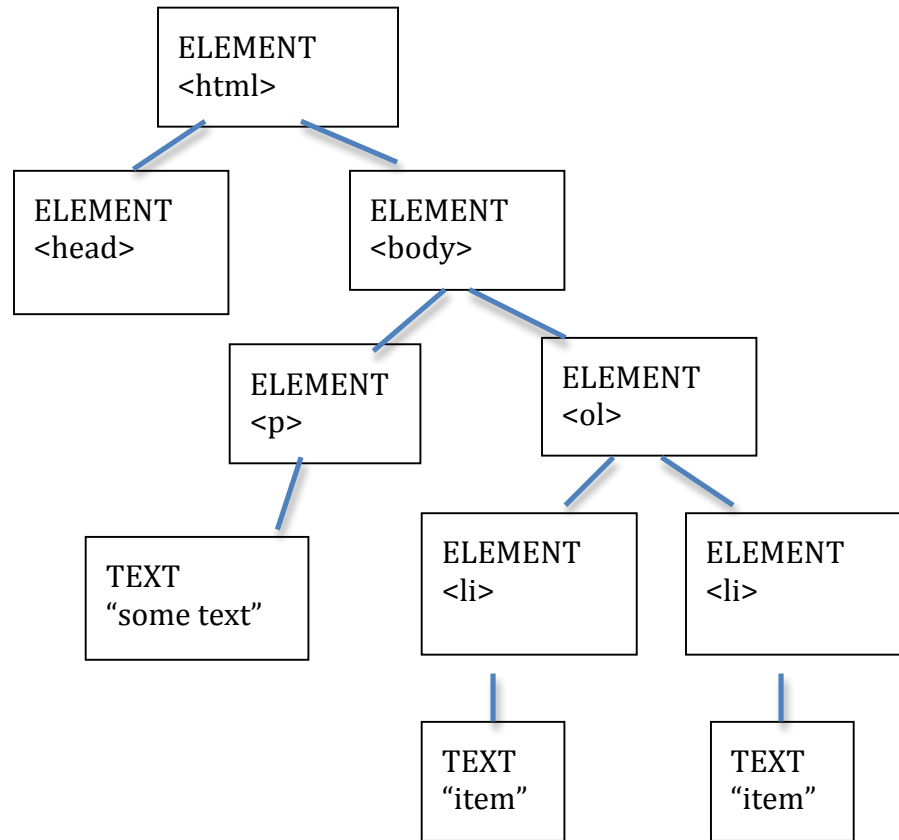 ELEMENT
<html>
ELEMENT
<head>
ELEMENT
<body>
ELEMENT
<p>
ELEMENT
<ol>
TEXT
“some text”
ELEMENT
<li>
ELEMENT
<li>
TEXT
“item”
TEXT
“item”